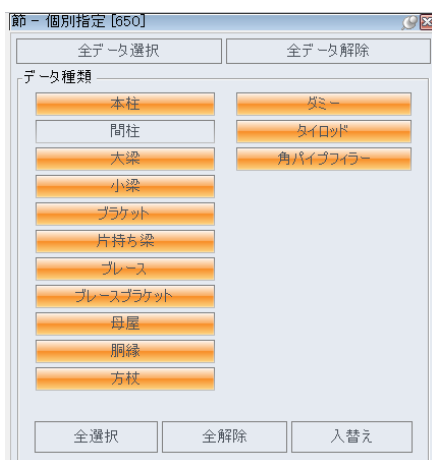 節 - 個別指定 [650]
全データ選択
全データ解除
データ種類
本柱
間柱
大梁
小梁
ブラケット
片持ち梁
ブレース
ブレースブラケット
母屋
胴縁
方杖
ダミー
タイロッド
角パイプフィラー
全選択
全解除
入替え